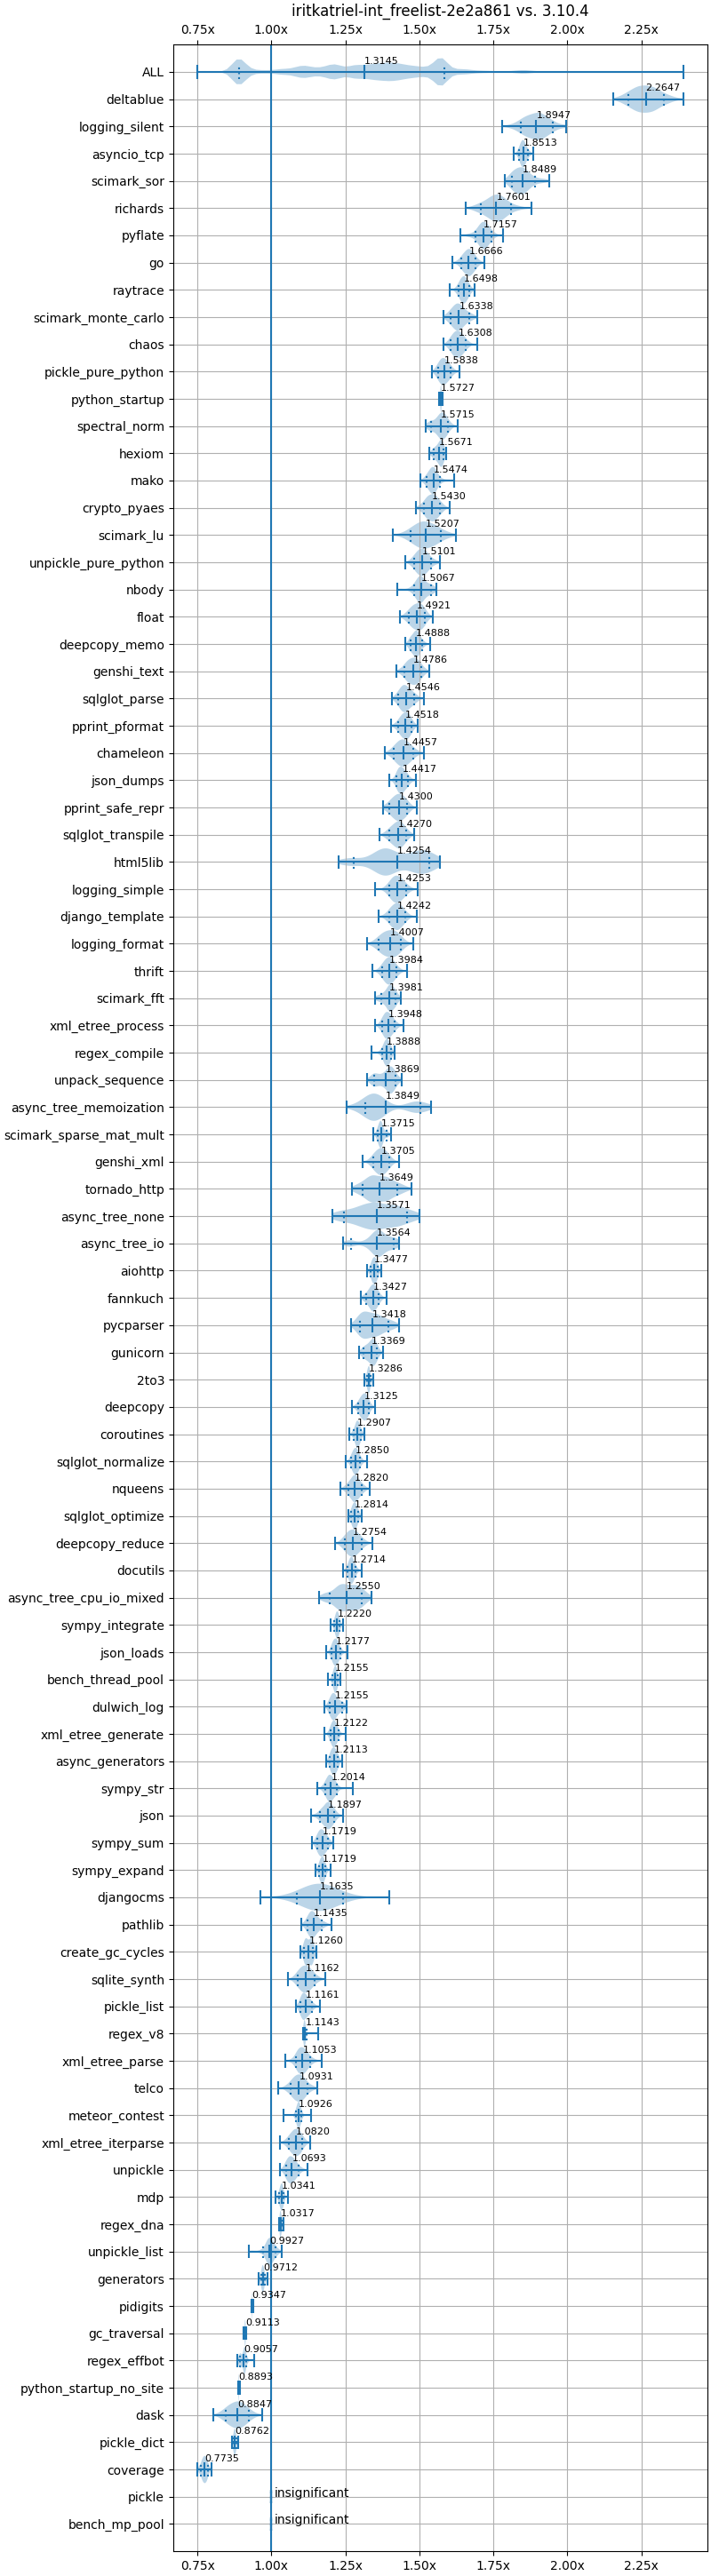 iritkatriel-int_freelist-2e2a861 vs. 3.10.4
0.75x 1.00x 1.25x 1.50x 1.75x 2.00x 2.25x
ALL 1.3145
deltablue 2.2647
logging_silent 1.8947
asyncio_tcp 1.8513
scimark_sor 1.8489
richards 1.7601
pyflate 1.7157
go 1.6666
raytrace 1.6498
scimark_monte_carlo 1.6338
chaos 1.6308
pickle_pure_python 1.5838
python_startup 1.5727
spectral_norm 1.5715
hexiom 1.5671
mako 1.5474
crypto_pyaes 1.5430
scimark_lu 1.5207
unpickle_pure_python 1.5101
nbody 1.5067
float 1.4921
deepcopy_memo 1.4888
genshi_text 1.4786
sqlglot_parse 1.4546
pprint_pformat 1.4518
chameleon 1.4457
json_dumps 1.4417
pprint_safe_repr 1.4300
sqlglot_transpile 1.4270
html5lib 1.4254
logging_simple 1.4253
django_template 1.4242
logging_format 1.4007
thrift 1.3984
scimark_fft 1.3981
xml_etree_process 1.3948
regex_compile 1.3888
unpack_sequence 1.3869
async_tree_memoization 1.3849
scimark_sparse_mat_mult 1.3715
genshi_xml 1.3705
tornado_http 1.3649
async_tree_none 1.3571
async_tree_io 1.3564
aiohttp 1.3477
fannkuch 1.3427
pycparser 1.3418
gunicorn 1.3369
2to3 1.3286
deepcopy 1.3125
coroutines 1.2907
sqlglot_normalize 1.2850
nqueens 1.2820
sqlglot_optimize 1.2814
deepcopy_reduce 1.2754
docutils 1.2714
async_tree_cpu_io_mixed 1.2550
sympy_integrate 1.2220
json_loads 1.2177
bench_thread_pool 1.2155
dulwich_log 1.2155
xml_etree_generate 1.2122
async_generators 1.2113
sympy_str 1.2014
json 1.1897
sympy_sum 1.1719
sympy_expand 1.1719
djangocms 1.1635
pathlib 1.1435
create_gc_cycles 1.1260
sqlite_synth 1.1162
pickle_list 1.1161
regex_v8 1.1143
xml_etree_parse 1.1053
telco 1.0931
meteor_contest 1.0926
xml_etree_iterparse 1.0820
unpickle 1.0693
mdp 1.0341
regex_dna 1.0317
unpickle_list 0.9927
generators 0.9712
pidigits 0.9347
gc_traversal 0.9113
regex_effbot 0.9057
python_startup_no_site 0.8893
dask 0.8847
pickle_dict 0.8762
coverage 0.7735
pickle insignificant
bench_mp_pool insignificant
0.75x 1.00x 1.25x 1.50x 1.75x 2.00x 2.25x